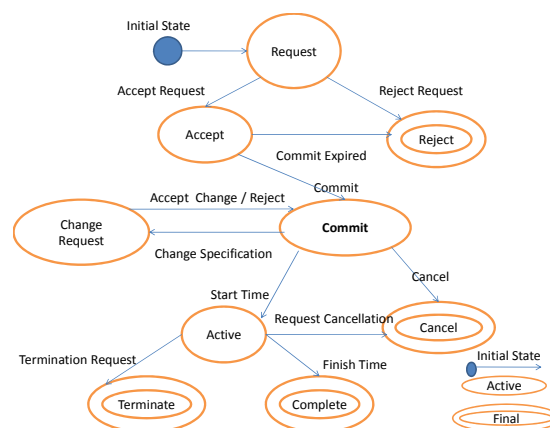 Initial State
Request
Accept Request
Reject Request
Accept
Reject
Commit Expired
Commit
Accept Change / Reject
Change
Request
Commit
Change Specification
Cancel
Start Time
Request Cancellation
Active
Cancel
Termination Request
Finish Time
Initial State
Active
Terminate
Complete
Final